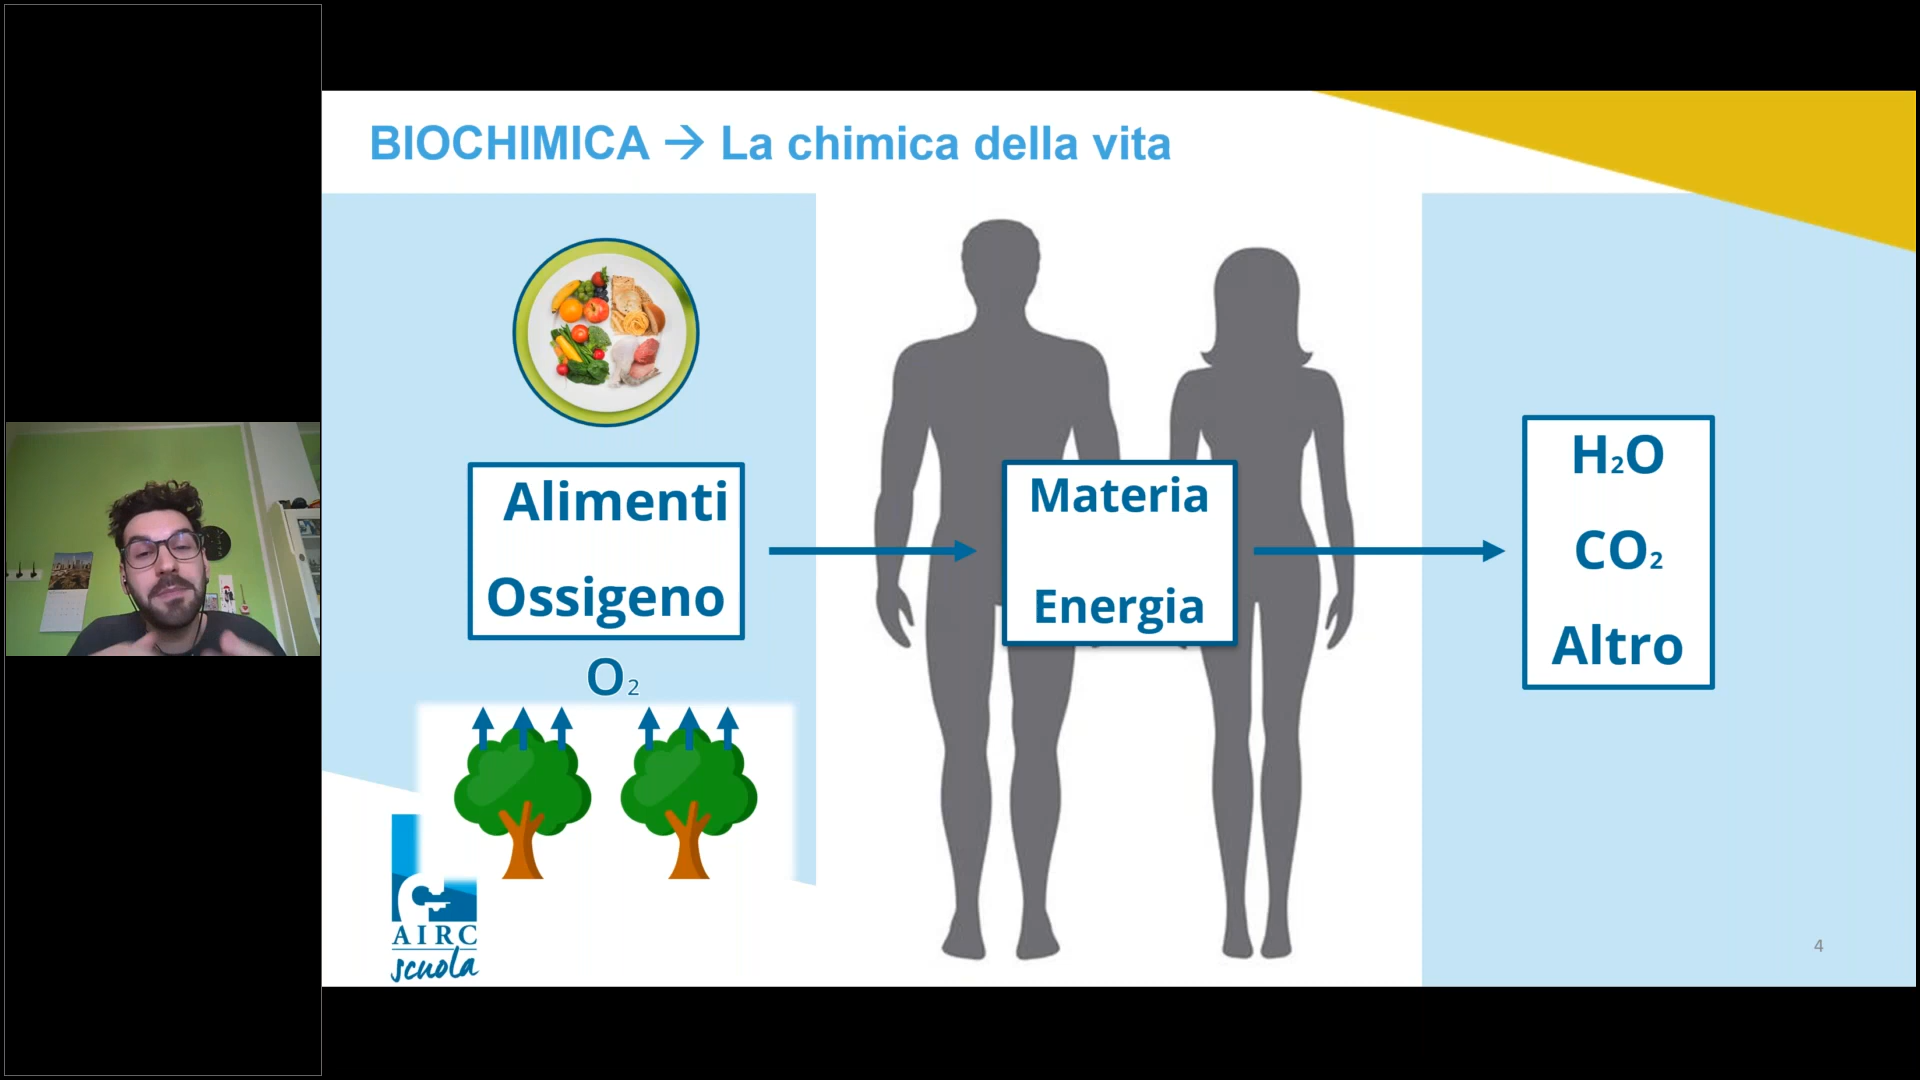 BIOCHIMICA → La chimica della vita
Alimenti
Ossigeno
O₂
Materia
Energia
H₂O
CO₂
Altro
AIRC
scuola
4